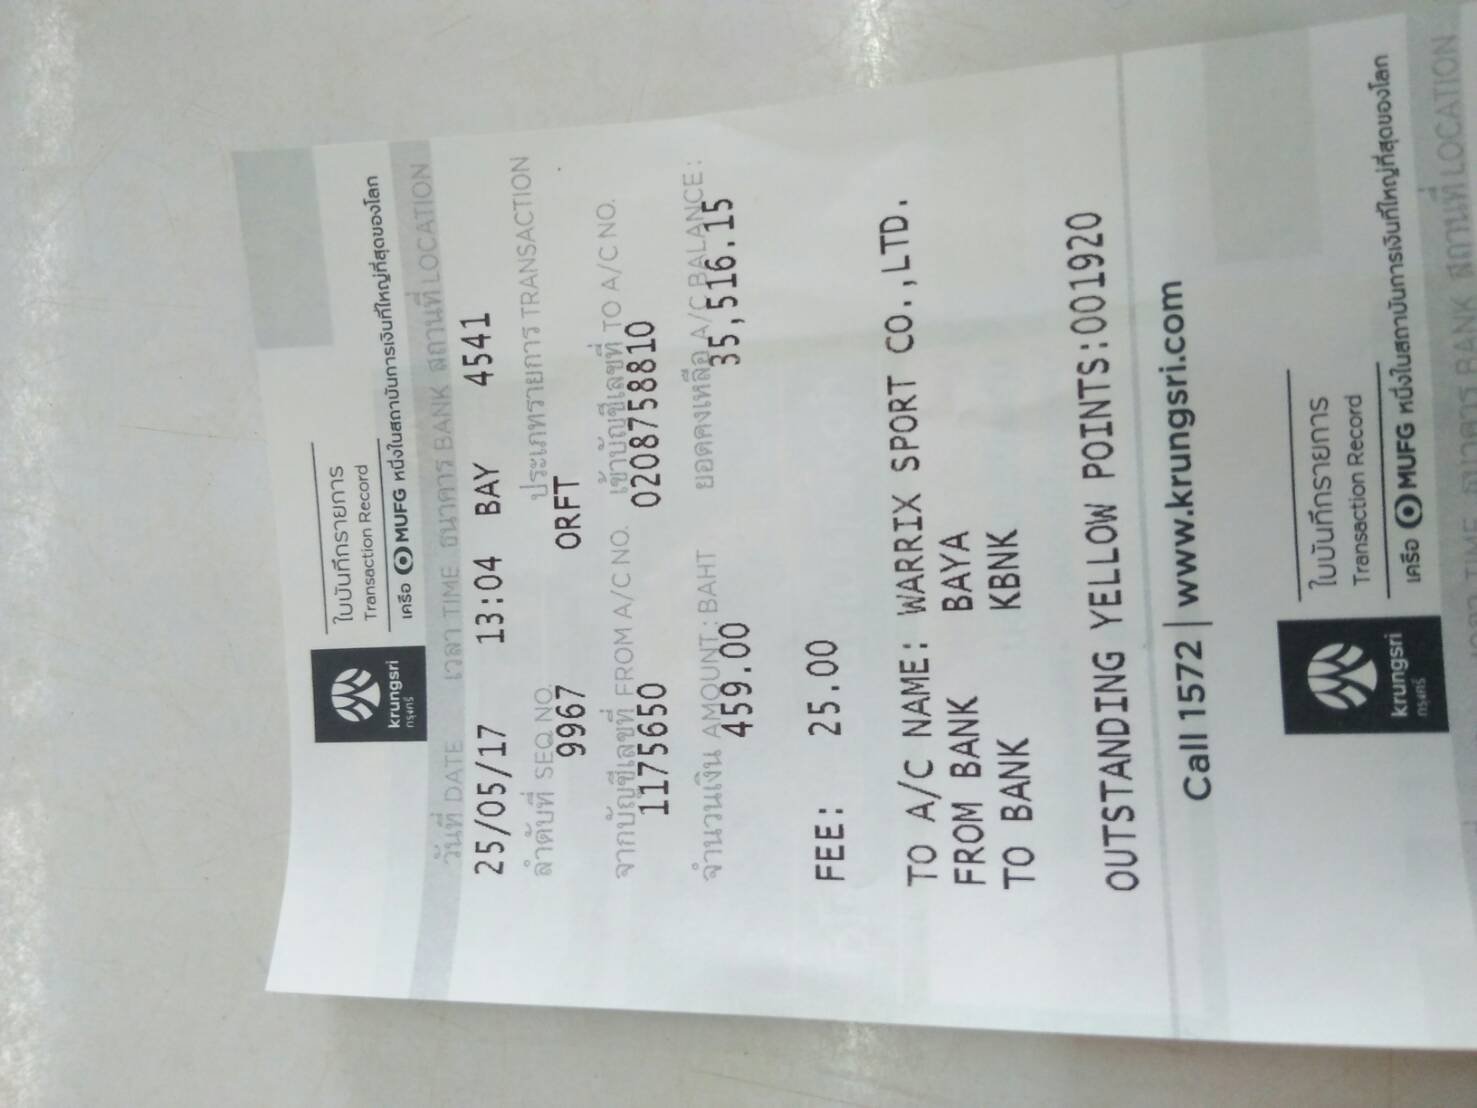 krungsri
กรุงศรี
ใบบันทึกรายการ
Transaction Record
เครือ MUFG หนึ่งในสถาบันการเงินที่ใหญ่ที่สุดของโลก
วันที่ DATE เวลา TIME ธนาคาร BANK สถานที่ LOCATION
25/05/17 13:04 BAY 4541
ลำดับที่ SEQ NO. ประเภทรายการ TRANSACTION
9967 ORFT
จากบัญชีเลขที่ FROM A/C NO. เข้าบัญชีเลขที่ TO A/C NO.
1175650 0208758810
จำนวนเงิน AMOUNT: BAHT ยอดคงเหลือ A/C BALANCE:
459.00 35,516.15
FEE: 25.00
TO A/C NAME: WARRIX SPORT CO.,LTD.
FROM BANK BAYA
TO BANK KBNK
OUTSTANDING YELLOW POINTS:001920
Call 1572 | www.krungsri.com
krungsri
กรุงศรี
ใบบันทึกรายการ
Transaction Record
เครือ MUFG หนึ่งในสถาบันการเงินที่ใหญ่ที่สุดของโลก
เวลา TIME ธนาคาร BANK สถานที่ LOCATION